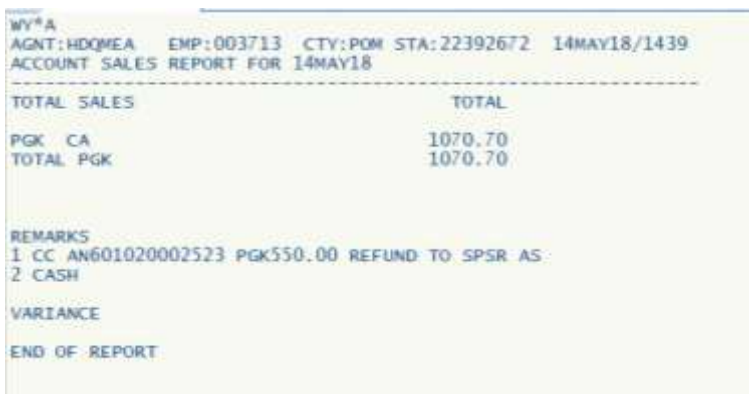 WY*A
AGNT:HDQMEA EMP:003713 CTY:POM STA:22392672 14MAY18/1439
ACCOUNT SALES REPORT FOR 14MAY18
----------------------------------------------------------------------
TOTAL SALES TOTAL
PGK CA 1070.70
TOTAL PGK 1070.70
REMARKS
1 CC AN601020002523 PGK550.00 REFUND TO SPSR AS
2 CASH
VARIANCE
END OF REPORT